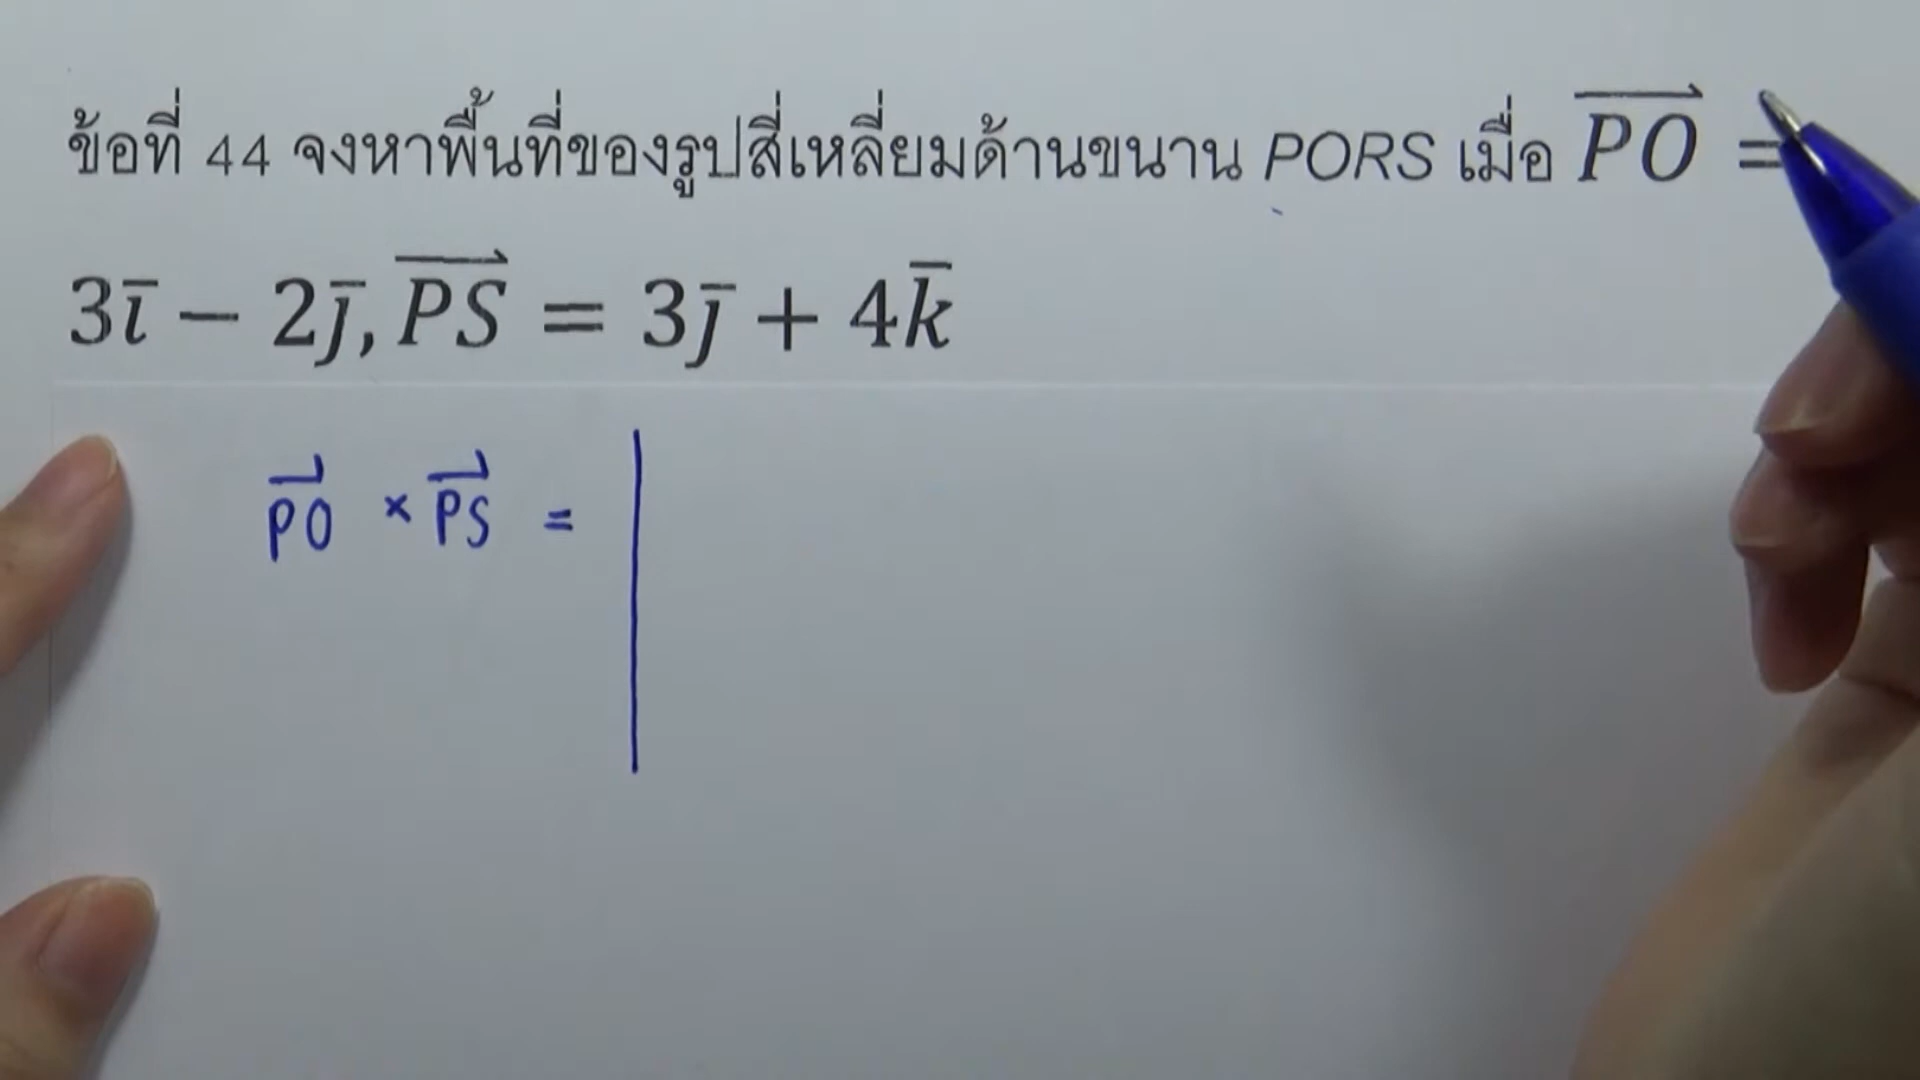 ข้อที่ 44 จงหาพื้นที่ของรูปสี่เหลี่ยมด้านขนาน PORS เมื่อ $\overrightarrow{PO}$ =
$3\bar{\imath} - 2\bar{\jmath}, \overrightarrow{PS} = 3\bar{\jmath} + 4\bar{k}$
$\overrightarrow{PO} \times \overrightarrow{PS} =$